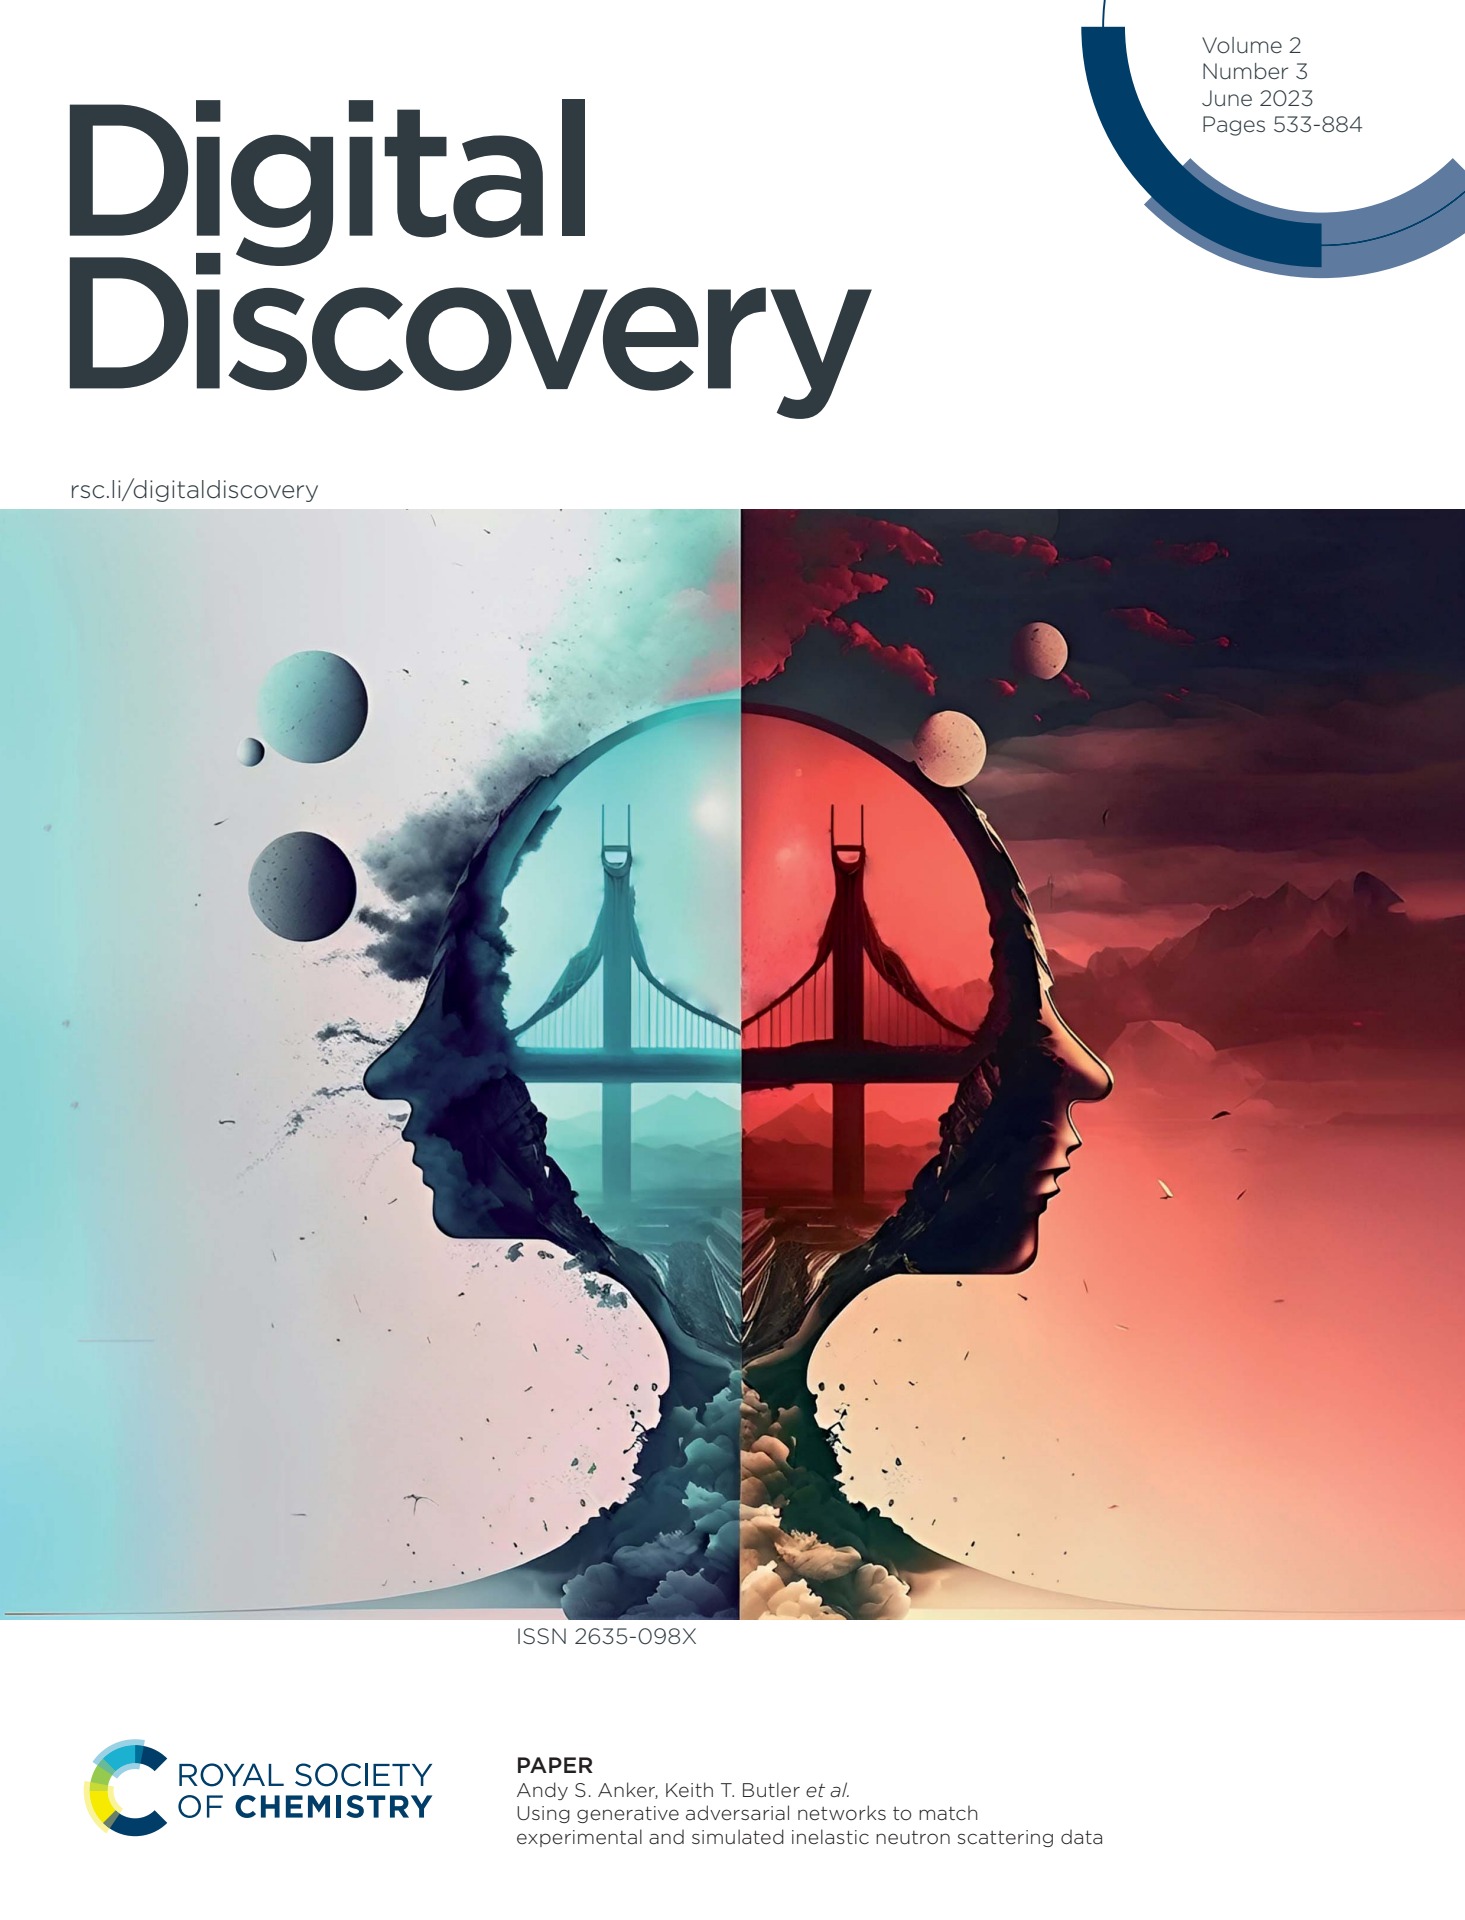 Volume 2
Number 3
June 2023
Pages 533-884
Digital
Discovery
rsc.li/digitaldiscovery
ISSN 2635-098X
ROYAL SOCIETY
OF CHEMISTRY
PAPER
Andy S. Anker, Keith T. Butler et al.
Using generative adversarial networks to match
experimental and simulated inelastic neutron scattering data